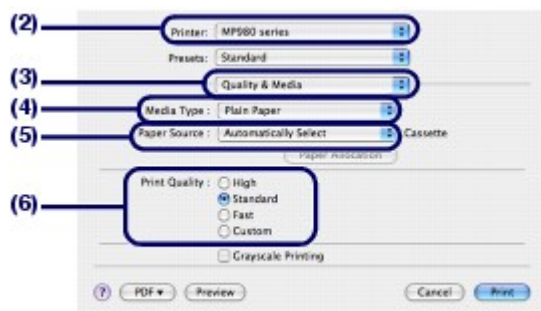 (2) Printer: MP980 series
Presets: Standard
(3) Quality & Media
(4) Media Type : Plain Paper
(5) Paper Source : Automatically Select Cassette
Paper Allocation
(6) Print Quality : High
Standard
Fast
Custom
Grayscale Printing
? PDF ▼ Preview Cancel Print